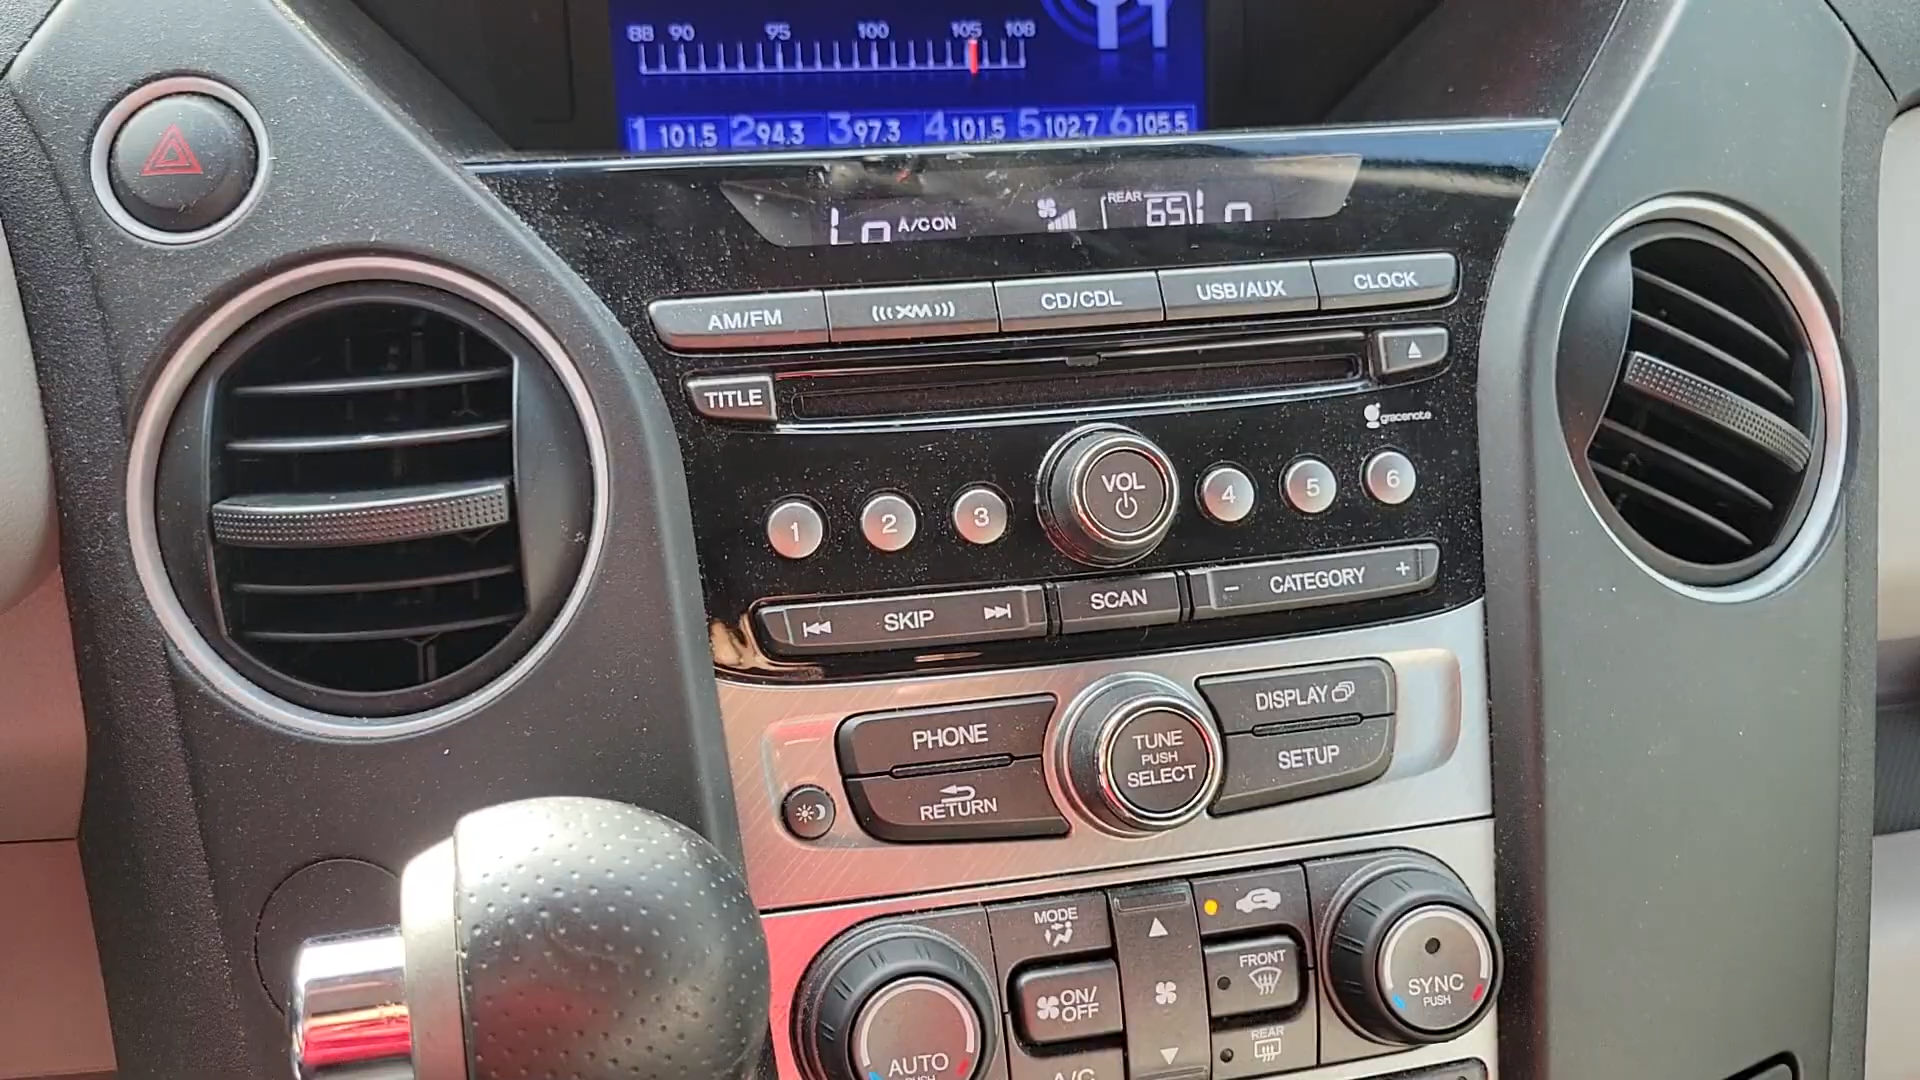 88 90 95 100 105 108
1 101.5 2 94.3 3 97.3 4 101.5 5 102.7 6 105.5
Lo A/C ON REAR 65 Lo
AM/FM XM CD/CDL USB/AUX CLOCK
TITLE
gracenote
1 2 3 VOL 4 5 6
SKIP SCAN − CATEGORY +
PHONE
RETURN
TUNE
PUSH
SELECT
DISPLAY
SETUP
MODE
ON/
OFF
FRONT
REAR
SYNC
PUSH
AUTO
PUSH
A/C